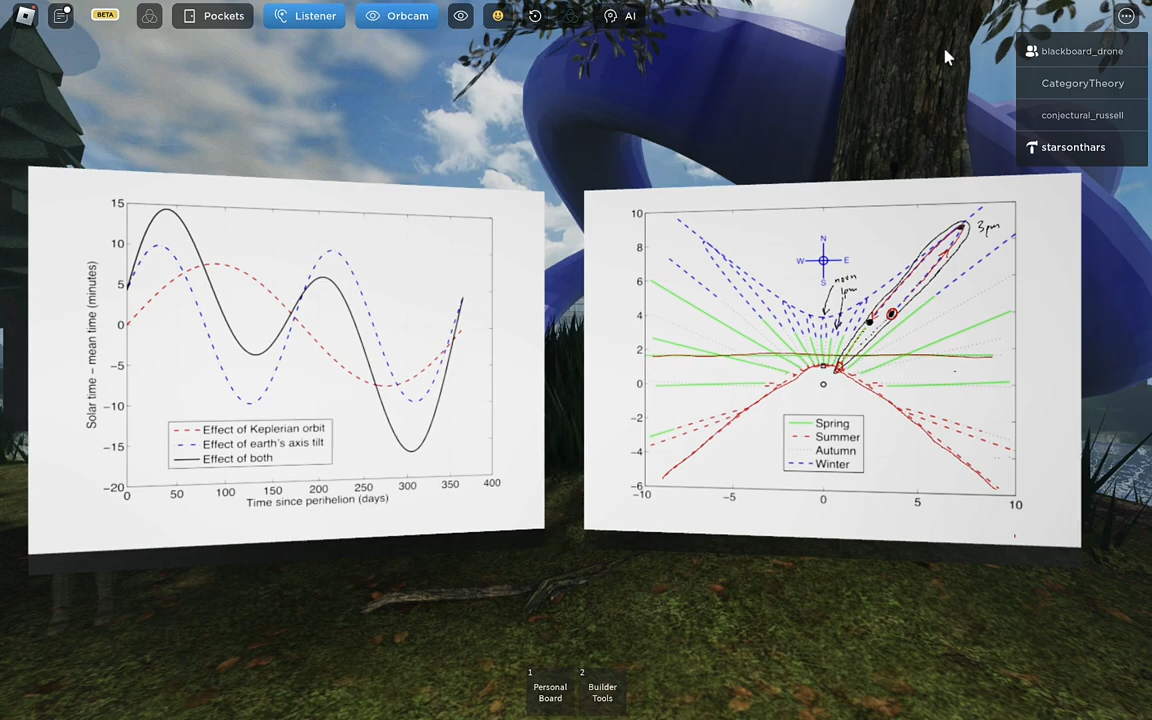 BETA
Pockets
Listener
Orbcam
AI
blackboard_drone
CategoryTheory
conjectural_russell
starsonthars
15
10
5
0
−5
−10
−15
−20
Solar time − mean time (minutes)
Effect of Keplerian orbit
Effect of earth's axis tilt
Effect of both
0 50 100 150 200 250 300 350 400
Time since perihelion (days)
10
8
6
4
2
0
−2
−4
−6
N
W E
S
noon
1pm
3pm
Spring
Summer
Autumn
Winter
−10 −5 0 5 10
1 2
Personal Board
Builder Tools